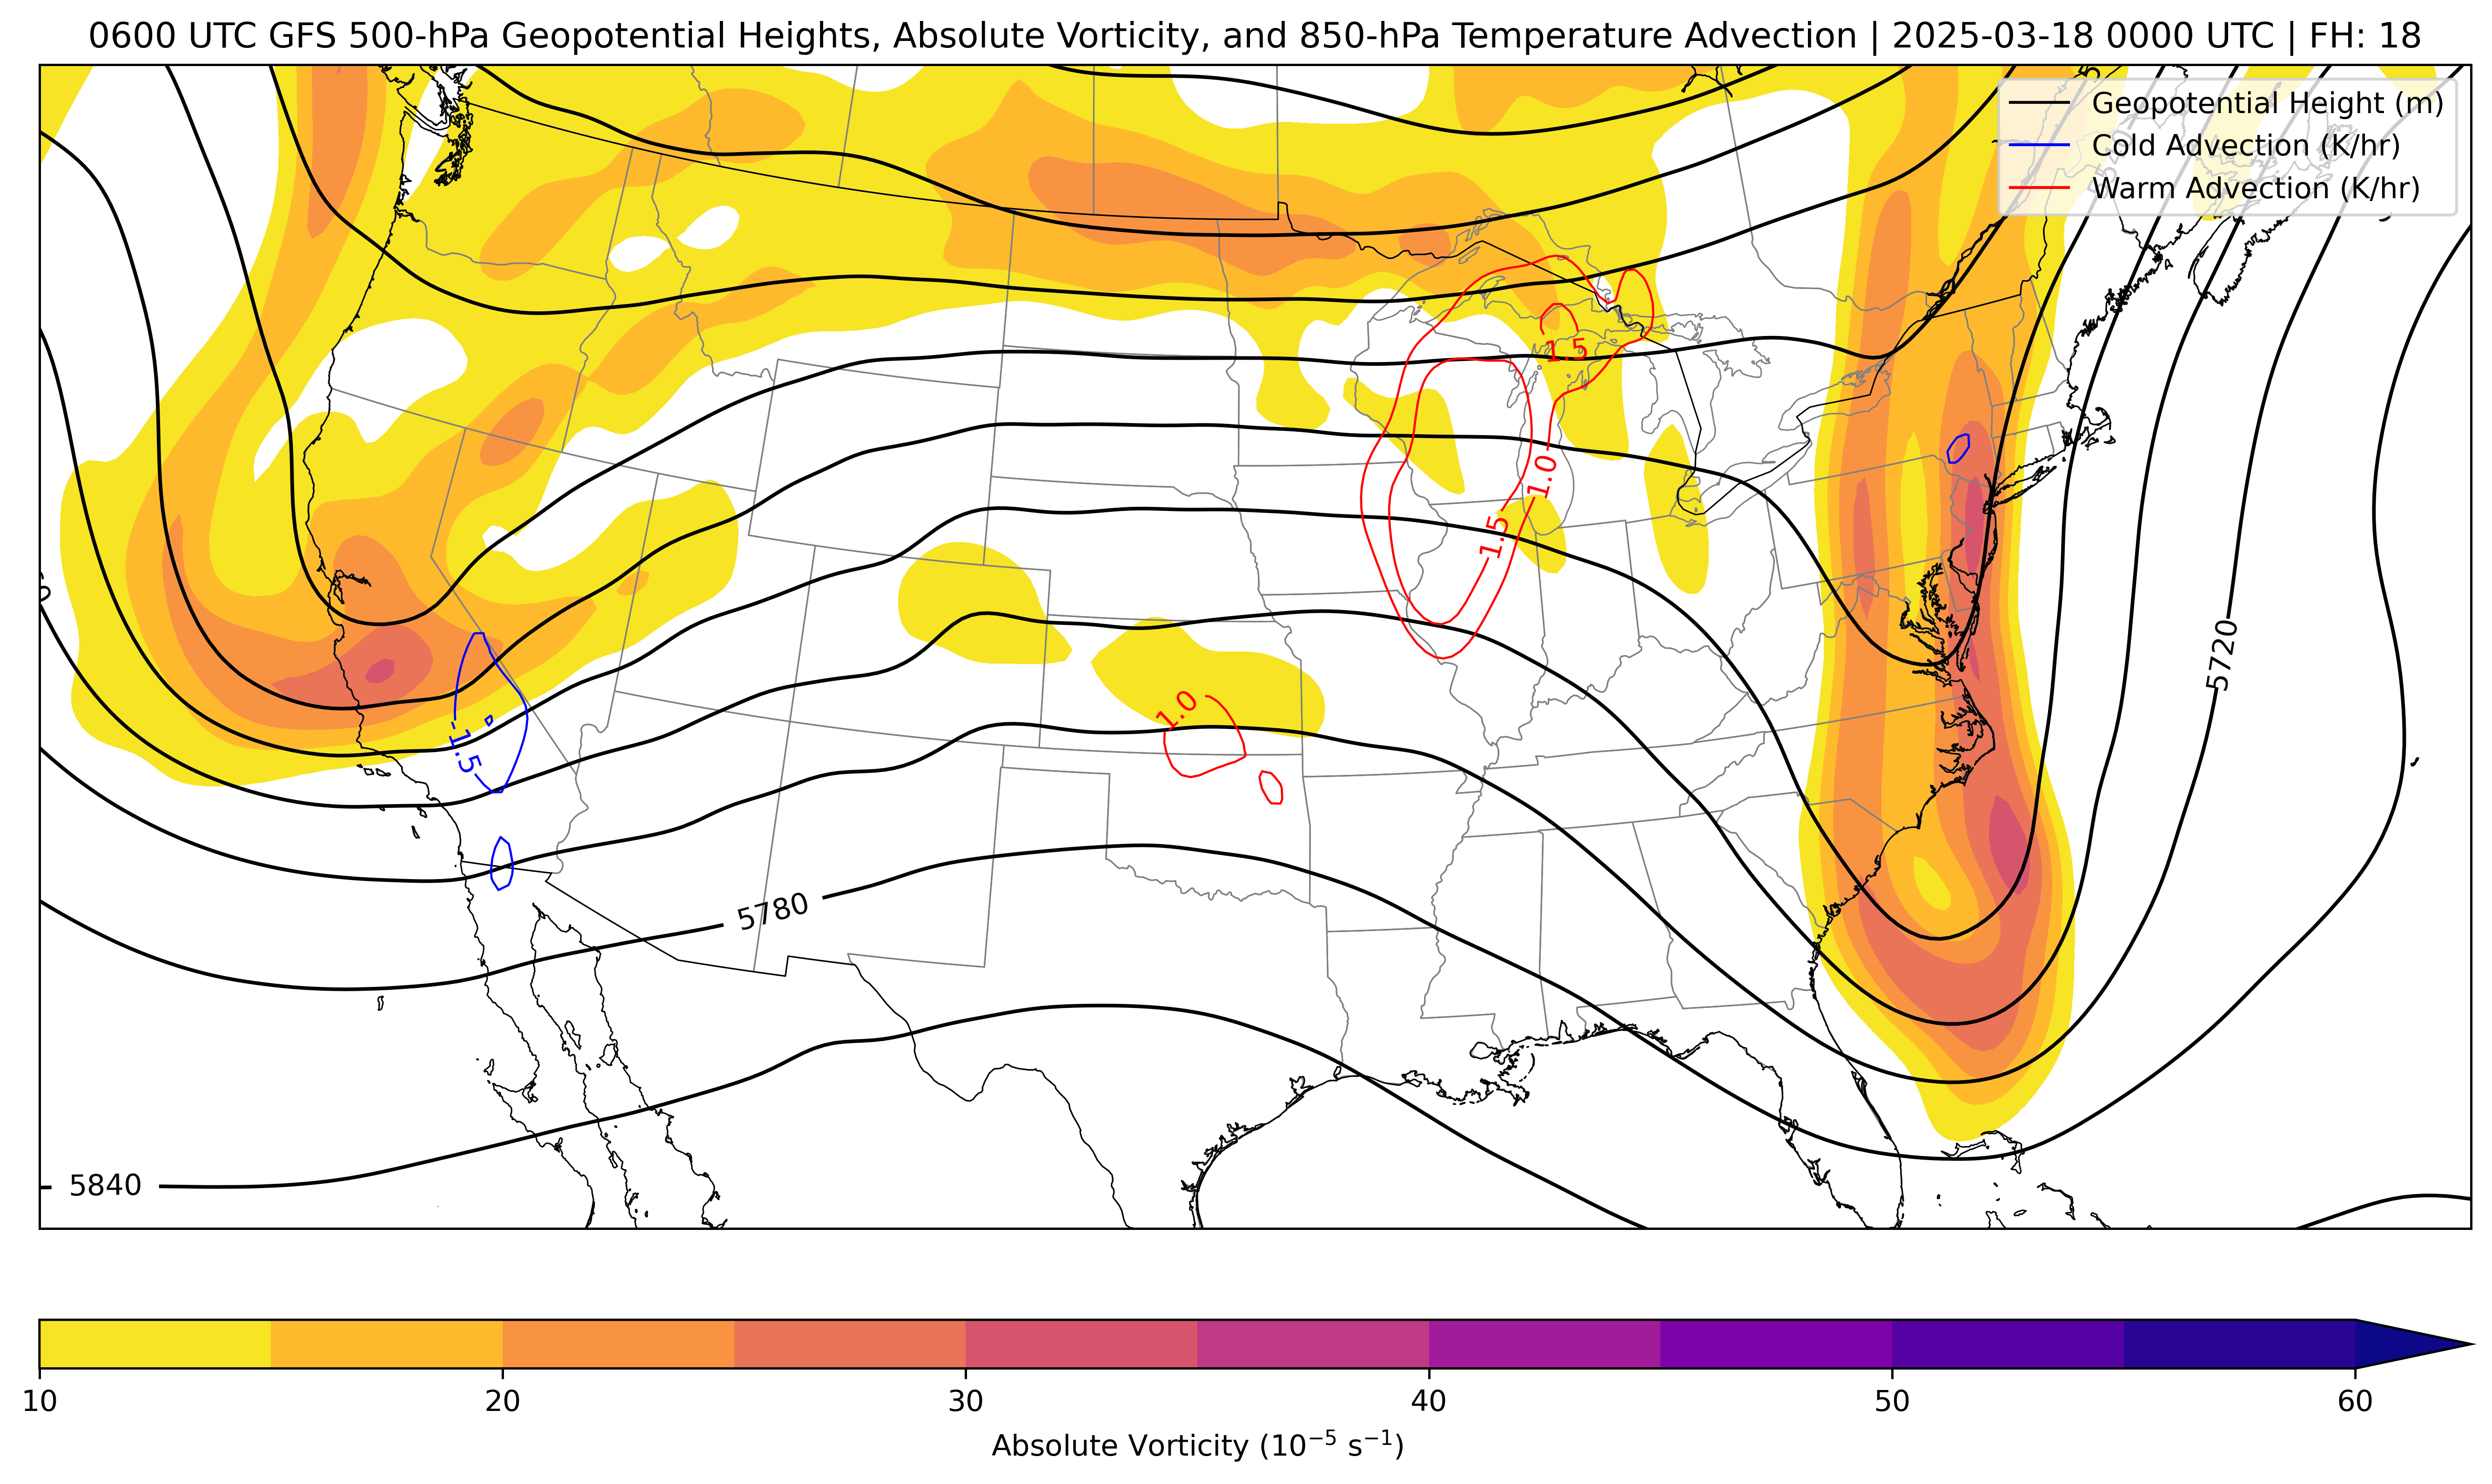 0600 UTC GFS 500-hPa Geopotential Heights, Absolute Vorticity, and 850-hPa Temperature Advection | 2025-03-18 0000 UTC | FH: 18
Geopotential Height (m)
Cold Advection (K/hr)
Warm Advection (K/hr)
1.5
1.0
1.5
5720
1.0
-1.5
5780
5840
10
20
30
40
50
60
Absolute Vorticity (10⁻⁵ s⁻¹)